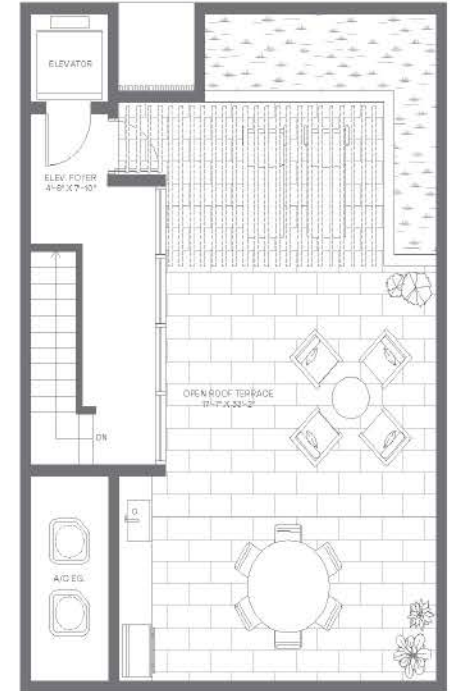 ELEVATOR
ELEV. FOYER
4'-8" X 7'-10"
OPEN ROOF TERRACE
DN
A/C EQ.